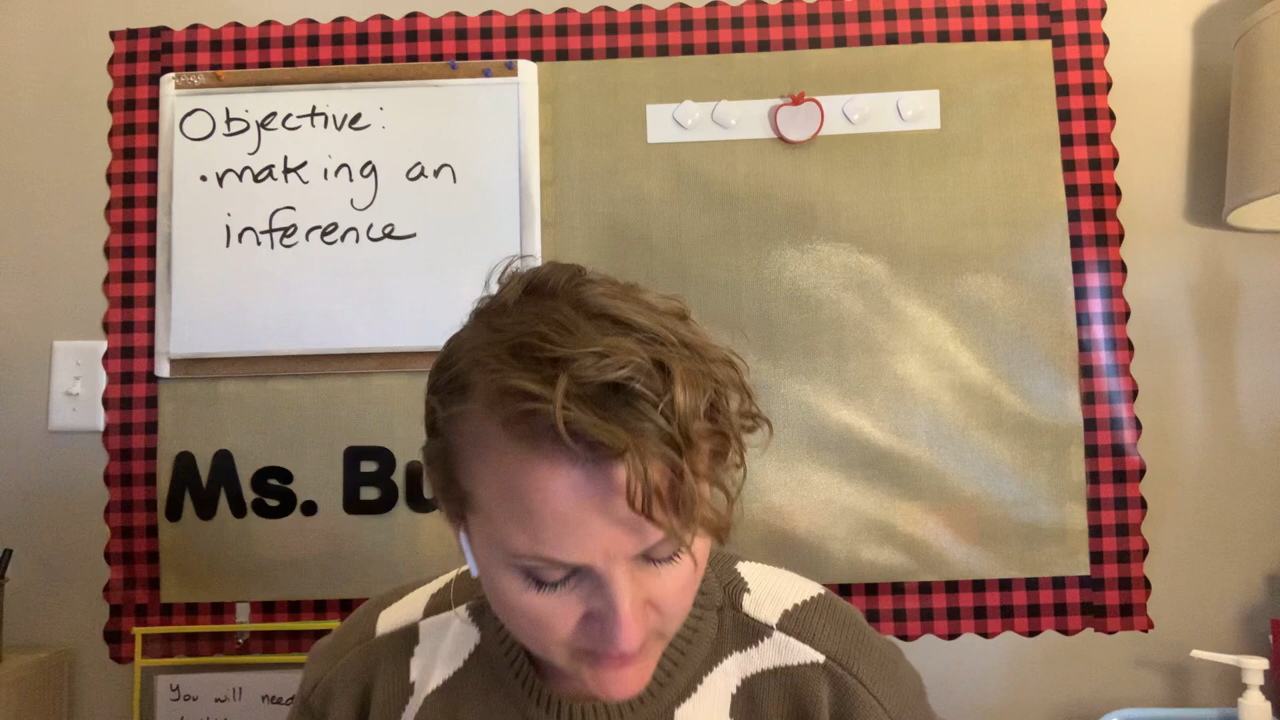 Objective:
• making an
inference
Ms. Bu
You will need